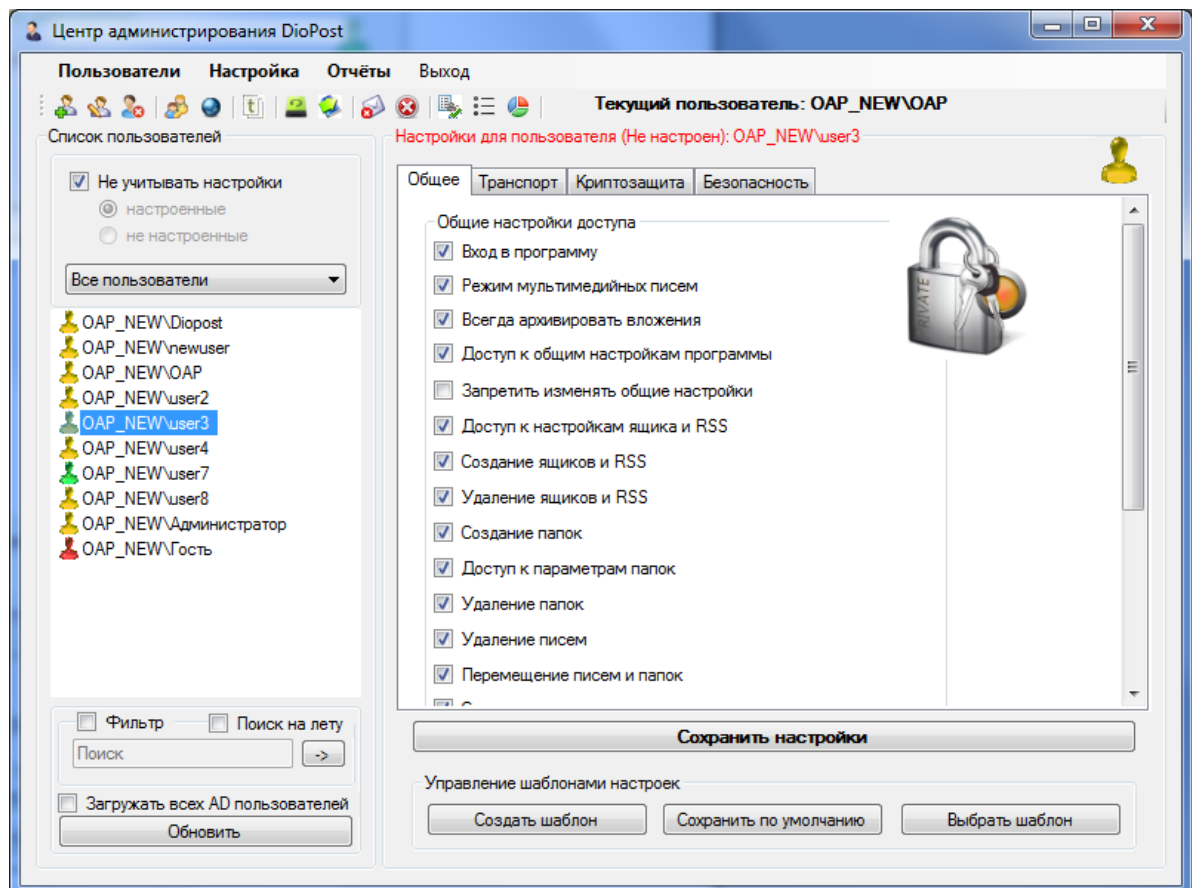 Центр администрирования DioPost
Пользователи Настройка Отчёты Выход
Текущий пользователь: OAP_NEW\OAP
Список пользователей
Не учитывать настройки
настроенные
не настроенные
Все пользователи
OAP_NEW\Diopost
OAP_NEW\newuser
OAP_NEW\OAP
OAP_NEW\user2
OAP_NEW\user3
OAP_NEW\user4
OAP_NEW\user7
OAP_NEW\user8
OAP_NEW\Администратор
OAP_NEW\Гость
Фильтр Поиск на лету
Поиск ->
Загружать всех AD пользователей
Обновить
Настройки для пользователя (Не настроен): OAP_NEW\user3
Общее Транспорт Криптозащита Безопасность
Общие настройки доступа
Вход в программу
Режим мультимедийных писем
Всегда архивировать вложения
Доступ к общим настройкам программы
Запретить изменять общие настройки
Доступ к настройкам ящика и RSS
Создание ящиков и RSS
Удаление ящиков и RSS
Создание папок
Доступ к параметрам папок
Удаление папок
Удаление писем
Перемещение писем и папок
RIVATE
Сохранить настройки
Управление шаблонами настроек
Создать шаблон Сохранить по умолчанию Выбрать шаблон